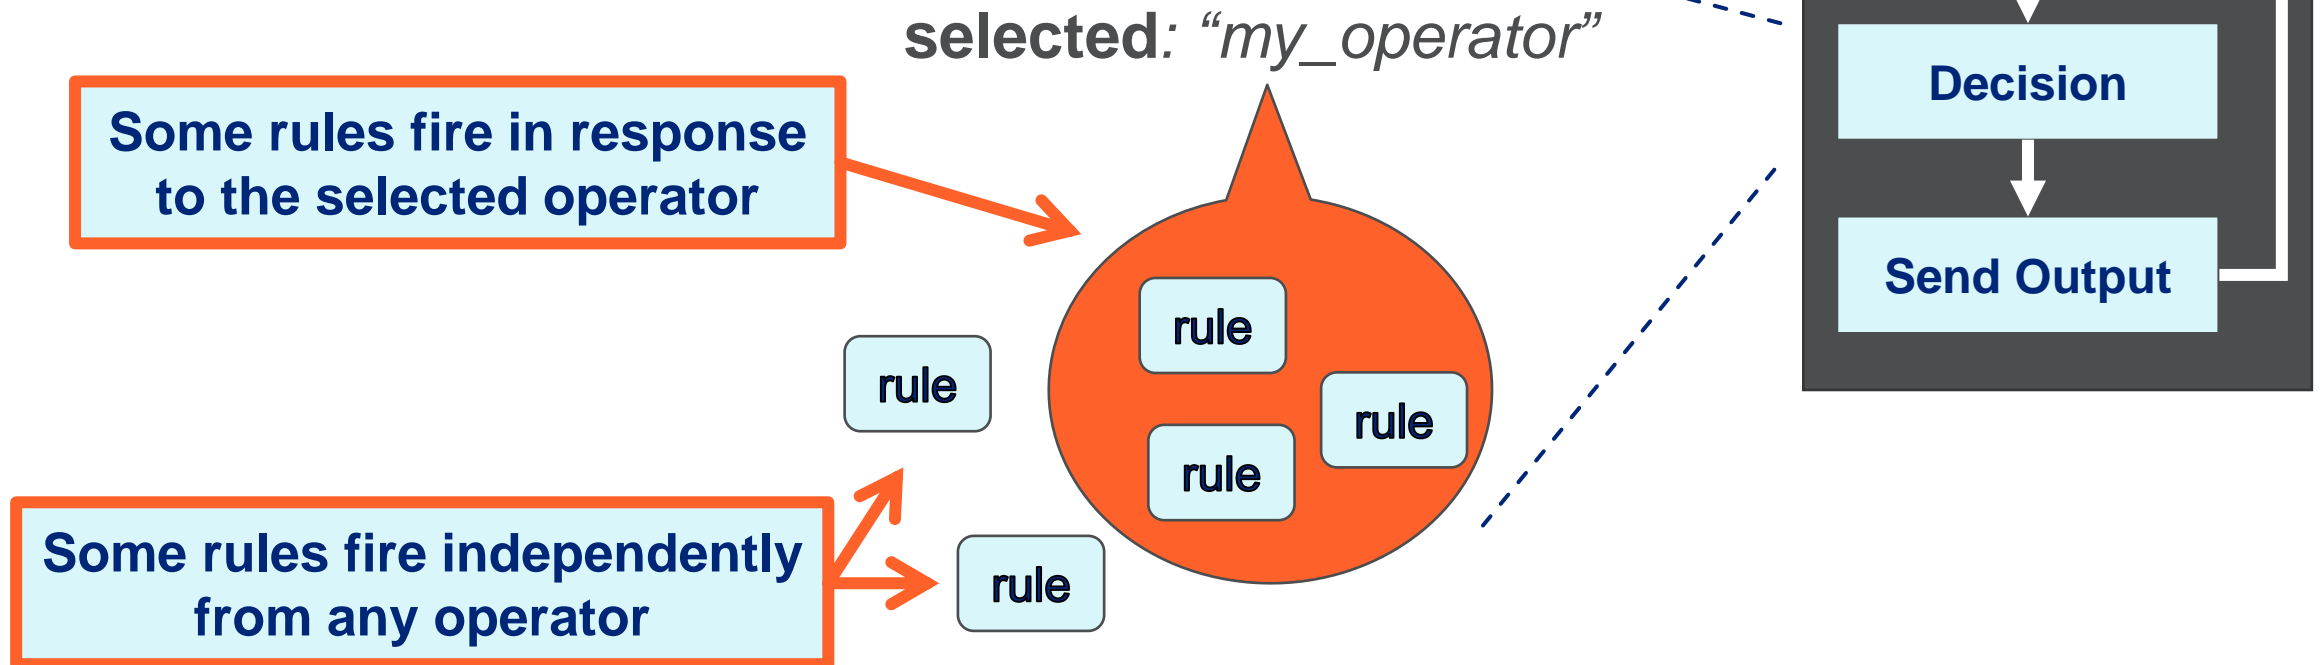 selected: “my_operator”
Decision
Some rules fire in response
to the selected operator
Send Output
rule
rule
rule
rule
Some rules fire independently
from any operator
rule